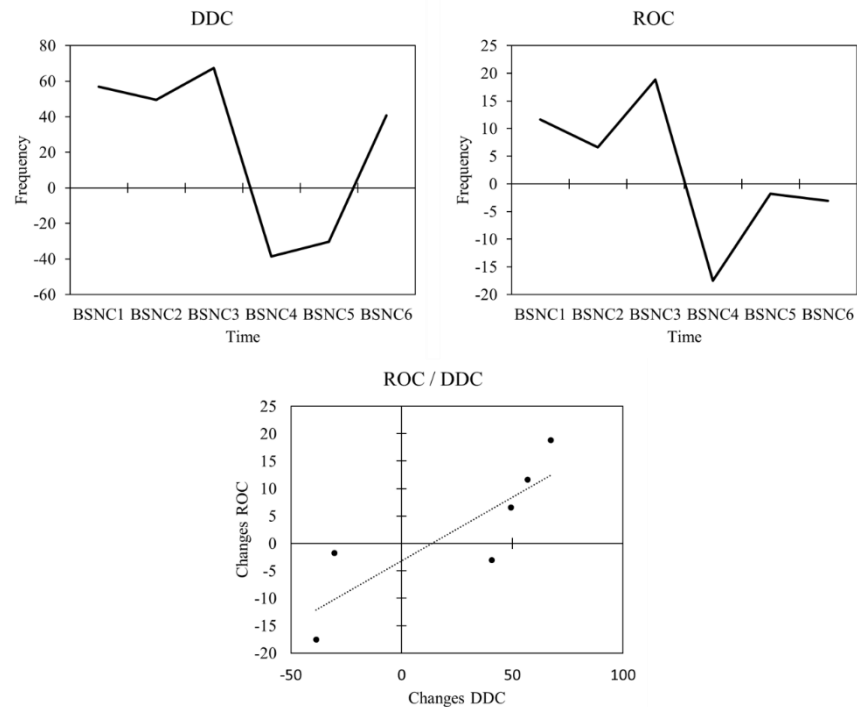 DDC
80
60
40
20
0
-20
-40
-60
Frequency
BSNC1 BSNC2 BSNC3 BSNC4 BSNC5 BSNC6
Time
ROC
25
20
15
10
5
0
-5
-10
-15
-20
Frequency
BSNC1 BSNC2 BSNC3 BSNC4 BSNC5 BSNC6
Time
ROC / DDC
25
20
15
10
5
0
-5
-10
-15
-20
Changes ROC
-50 0 50 100
Changes DDC